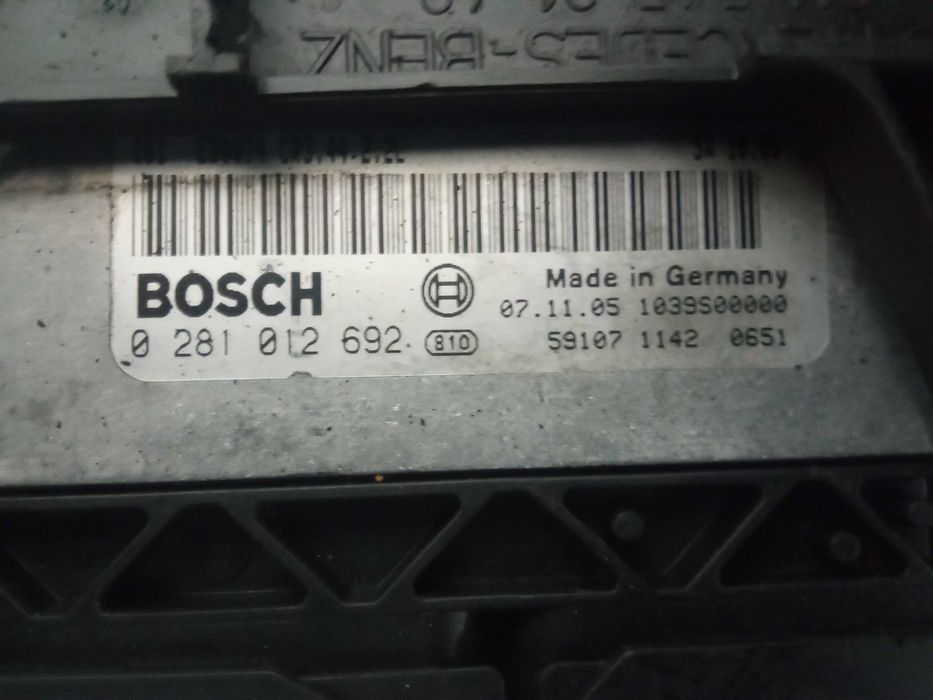 BOSCH
Made in Germany
07.11.05 1039S00000
0 281 012 692 810
59107 1142 0651